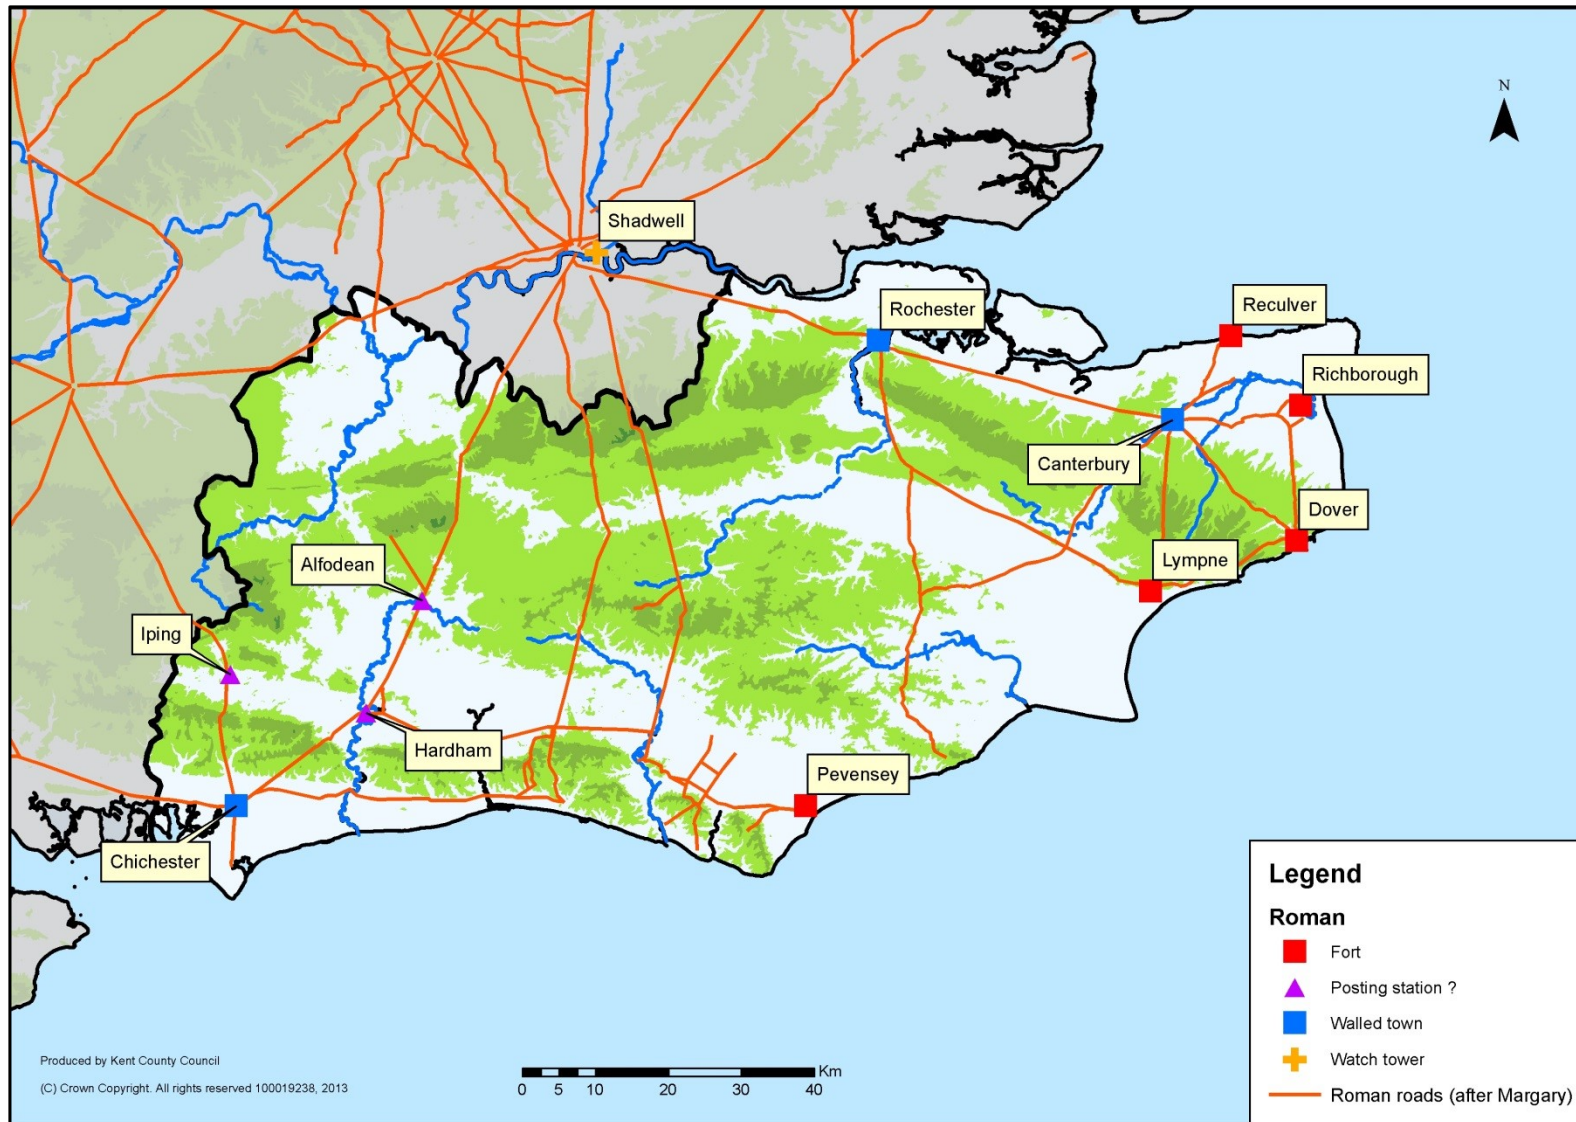 N
Shadwell
Rochester
Reculver
Richborough
Canterbury
Dover
Lympne
Alfodean
Iping
Hardham
Pevensey
Chichester
Legend
Roman
Fort
Posting station ?
Walled town
Watch tower
Roman roads (after Margary)
Produced by Kent County Council
(C) Crown Copyright. All rights reserved 100019238, 2013
Km
0 5 10 20 30 40